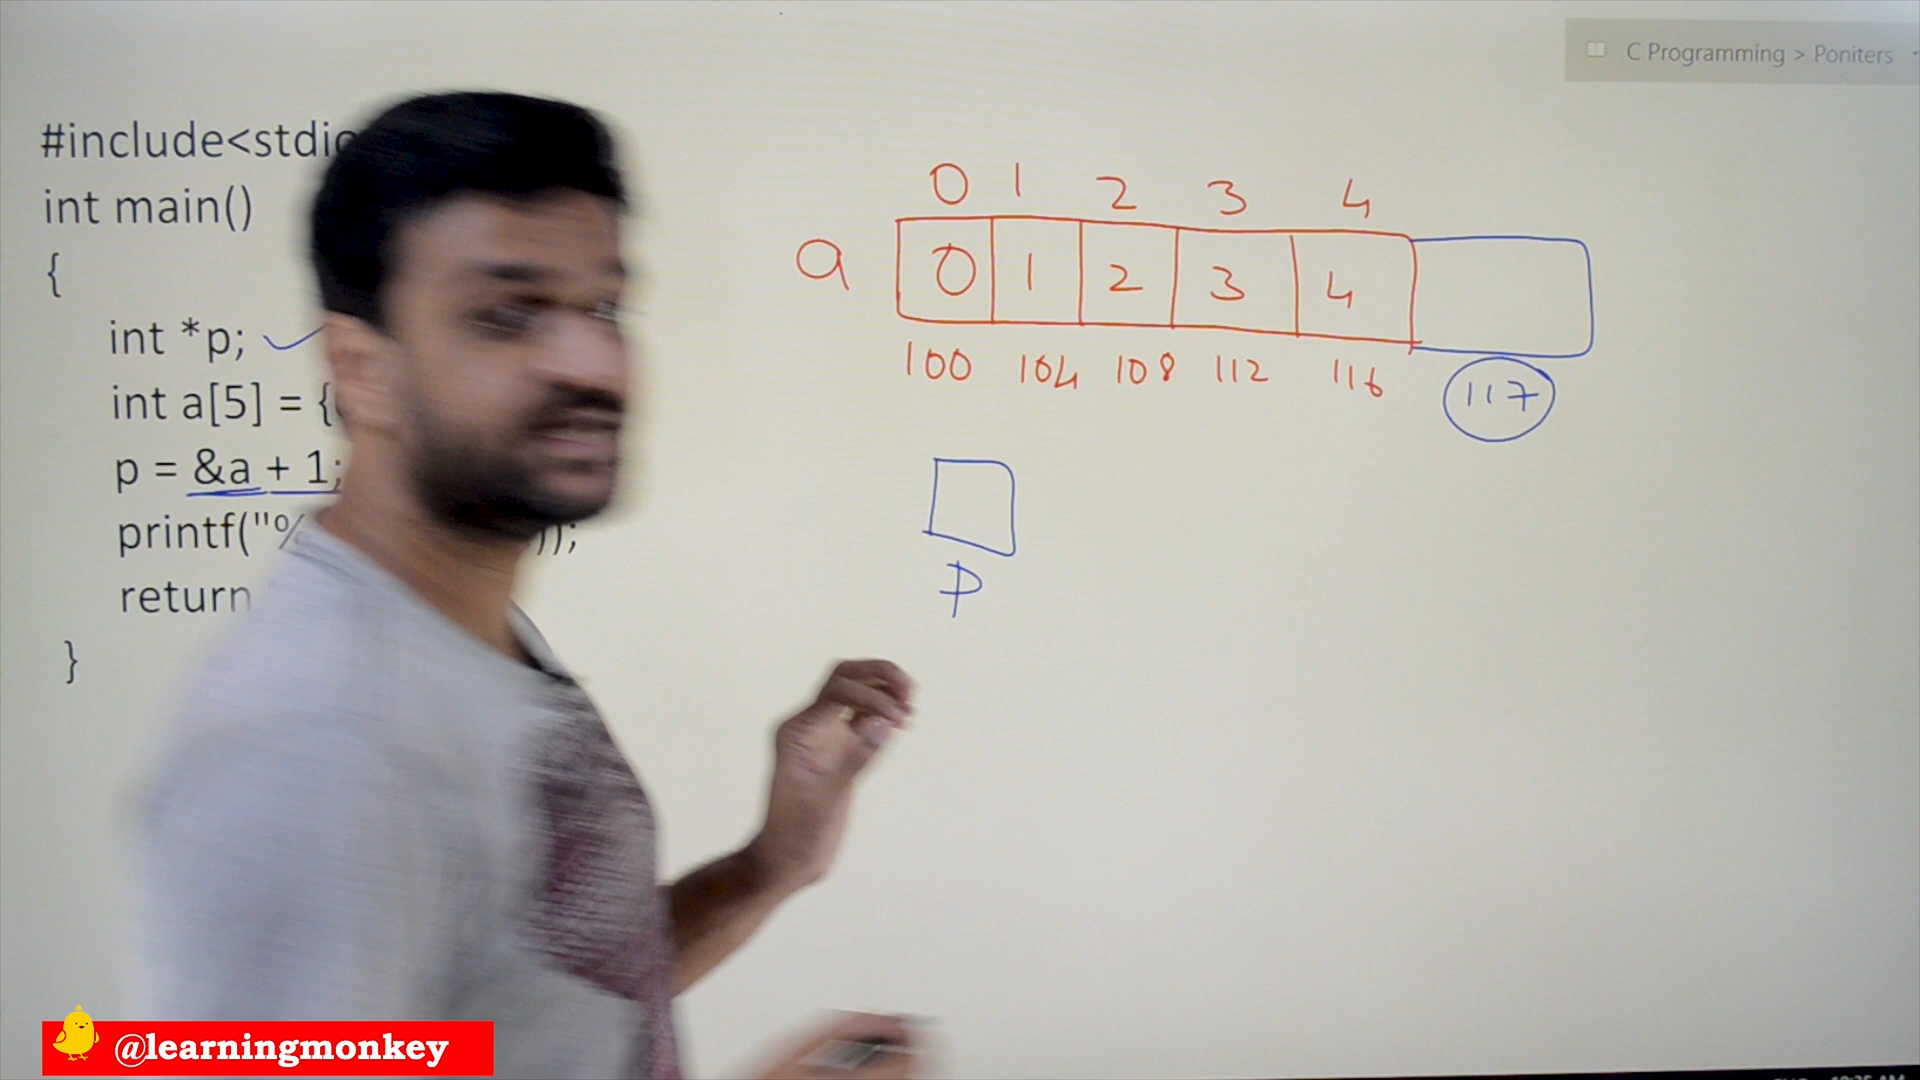 C Programming > Poniters
#include<stdio
int main()
{
int *p;
int a[5] = {
p = &a + 1;
printf("%
));
return
}
0 1 2 3 4
a 0 1 2 3 4
100 104 108 112 116 117
P
@learningmonkey